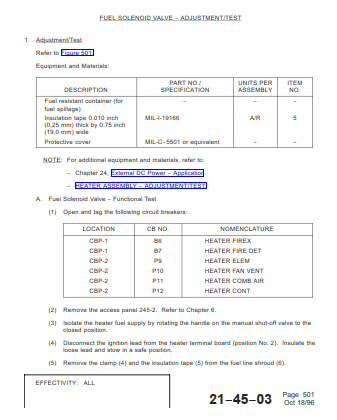 FUEL SOLENOID VALVE – ADJUSTMENT/TEST
1. Adjustment/Test
Refer to Figure 501.
Equipment and Materials:
DESCRIPTION PART NO./ SPECIFICATION UNITS PER ASSEMBLY ITEM NO.
Fuel resistant container (for fuel spillage) – – –
Insulation tape 0.010 inch (0,25 mm) thick by 0.75 inch (19,0 mm) wide MIL-I-19166 A/R 5
Protective cover MIL-C-5501 or equivalent – –
NOTE: For additional equipment and materials, refer to:
– Chapter 24, External DC Power – Application
– HEATER ASSEMBLY – ADJUSTMENT/TEST.
A. Fuel Solenoid Valve – Functional Test
(1) Open and tag the following circuit breakers:
LOCATION CB NO. NOMENCLATURE
CBP-1 B6 HEATER FIREX
CBP-1 B7 HEATER FIRE DET
CBP-2 P9 HEATER ELEM
CBP-2 P10 HEATER FAN VENT
CBP-2 P11 HEATER COMB AIR
CBP-2 P12 HEATER CONT
(2) Remove the access panel 245-2. Refer to Chapter 6.
(3) Isolate the heater fuel supply by rotating the handle on the manual shut-off valve to the
closed position.
(4) Disconnect the ignition lead from the heater terminal board (position No. 2). Insulate the
loose lead and stow in a safe position.
(5) Remove the clamp (4) and the insulation tape (5) from the fuel line shroud (6).
EFFECTIVITY: ALL
21-45-03 Page 501
Oct 18/96